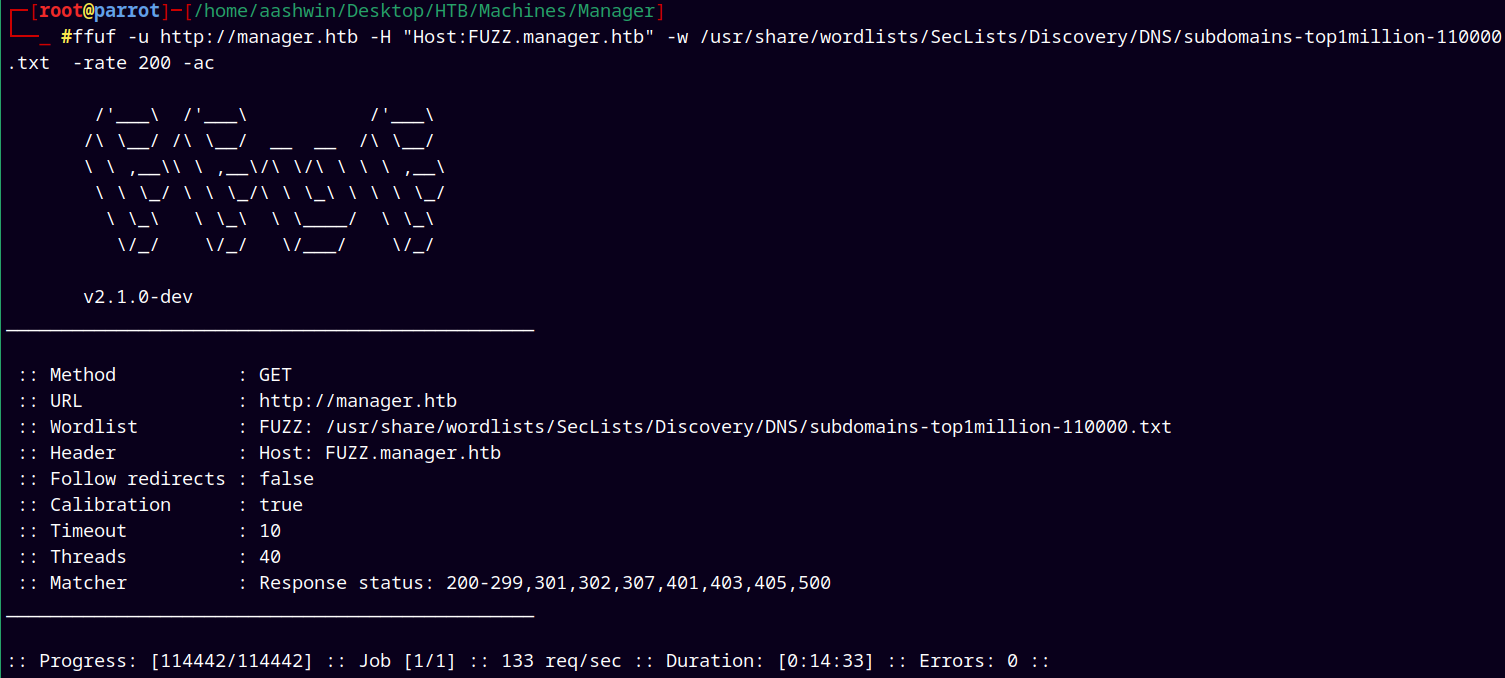 ┌─[root@parrot]─[/home/aashwin/Desktop/HTB/Machines/Manager]
└──_ #ffuf -u http://manager.htb -H "Host:FUZZ.manager.htb" -w /usr/share/wordlists/SecLists/Discovery/DNS/subdomains-top1million-110000
.txt  -rate 200 -ac
        /'___\  /'___\           /'___\
       /\ \__/ /\ \__/  __  __  /\ \__/
       \ \ ,__\\ \ ,__\/\ \/\ \ \ \ ,__\
        \ \ \_/ \ \ \_/\ \ \_\ \ \ \ \_/
         \ \_\   \ \_\  \ \____/  \ \_\
          \/_/    \/_/   \/___/    \/_/
       v2.1.0-dev
________________________________________________
 :: Method           : GET
 :: URL              : http://manager.htb
 :: Wordlist         : FUZZ: /usr/share/wordlists/SecLists/Discovery/DNS/subdomains-top1million-110000.txt
 :: Header           : Host: FUZZ.manager.htb
 :: Follow redirects : false
 :: Calibration      : true
 :: Timeout          : 10
 :: Threads          : 40
 :: Matcher          : Response status: 200-299,301,302,307,401,403,405,500
________________________________________________
:: Progress: [114442/114442] :: Job [1/1] :: 133 req/sec :: Duration: [0:14:33] :: Errors: 0 ::